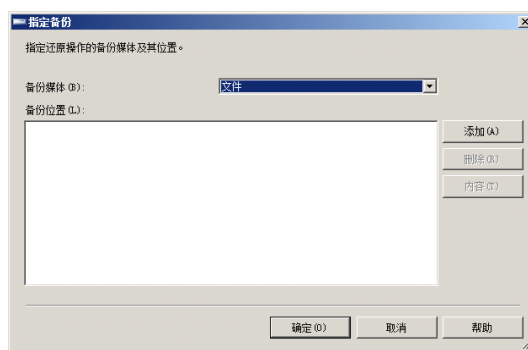 指定备份
指定还原操作的备份媒体及其位置。
备份媒体(B):
文件
备份位置(L):
添加(A)
删除(R)
内容(T)
确定(O)
取消
帮助